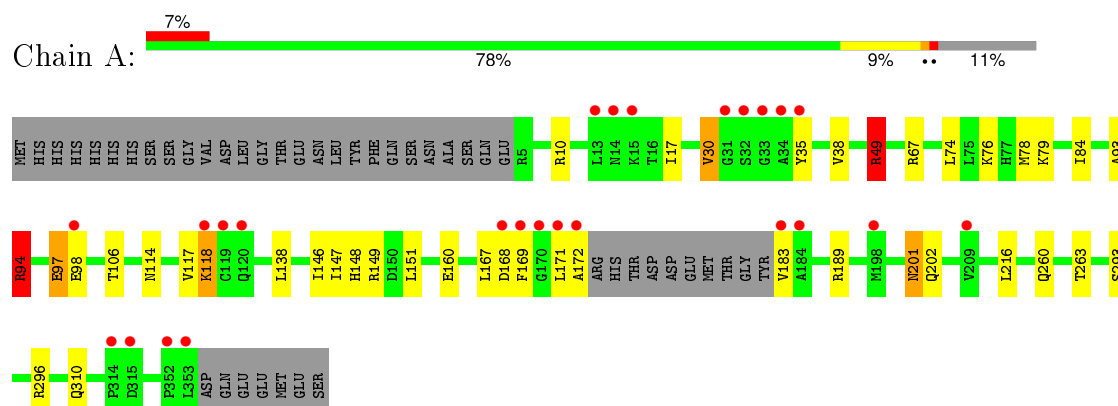 7%
Chain A:
78% 9% •• 11%
MET HIS HIS HIS HIS HIS HIS SER SER GLY VAL ASP LEU GLY THR GLU ASN LEU TYR PHE GLN SER ASN ALA SER GLN GLU R5 R10 L13 N14 K15 T16 I17 V30 G31 S32 G33 A34 Y35 V38 R49 R67 L74 L75 K76 H77 M78 K79 I84 A93
R94 E97 E98 T106 N114 V117 K118 C119 Q120 L138 I146 I147 H148 R149 D150 L151 E160 L167 D168 F169 G170 L171 A172 ARG HIS THR ASP ASP GLU MET THR GLY TYR V183 A184 R189 M198 N201 Q202 V209 L216 Q260 T263 S293
R296 Q310 P314 D315 P352 L353 ASP GLN GLU GLU MET GLU SER